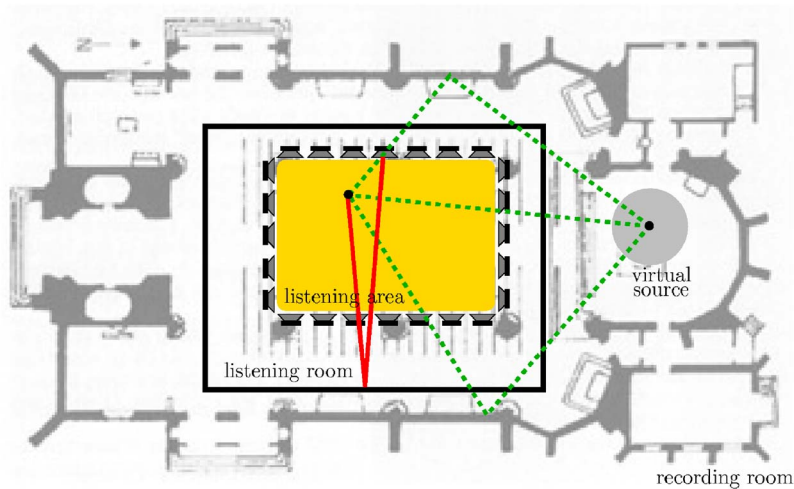 virtual
source
listening area
listening room
recording room